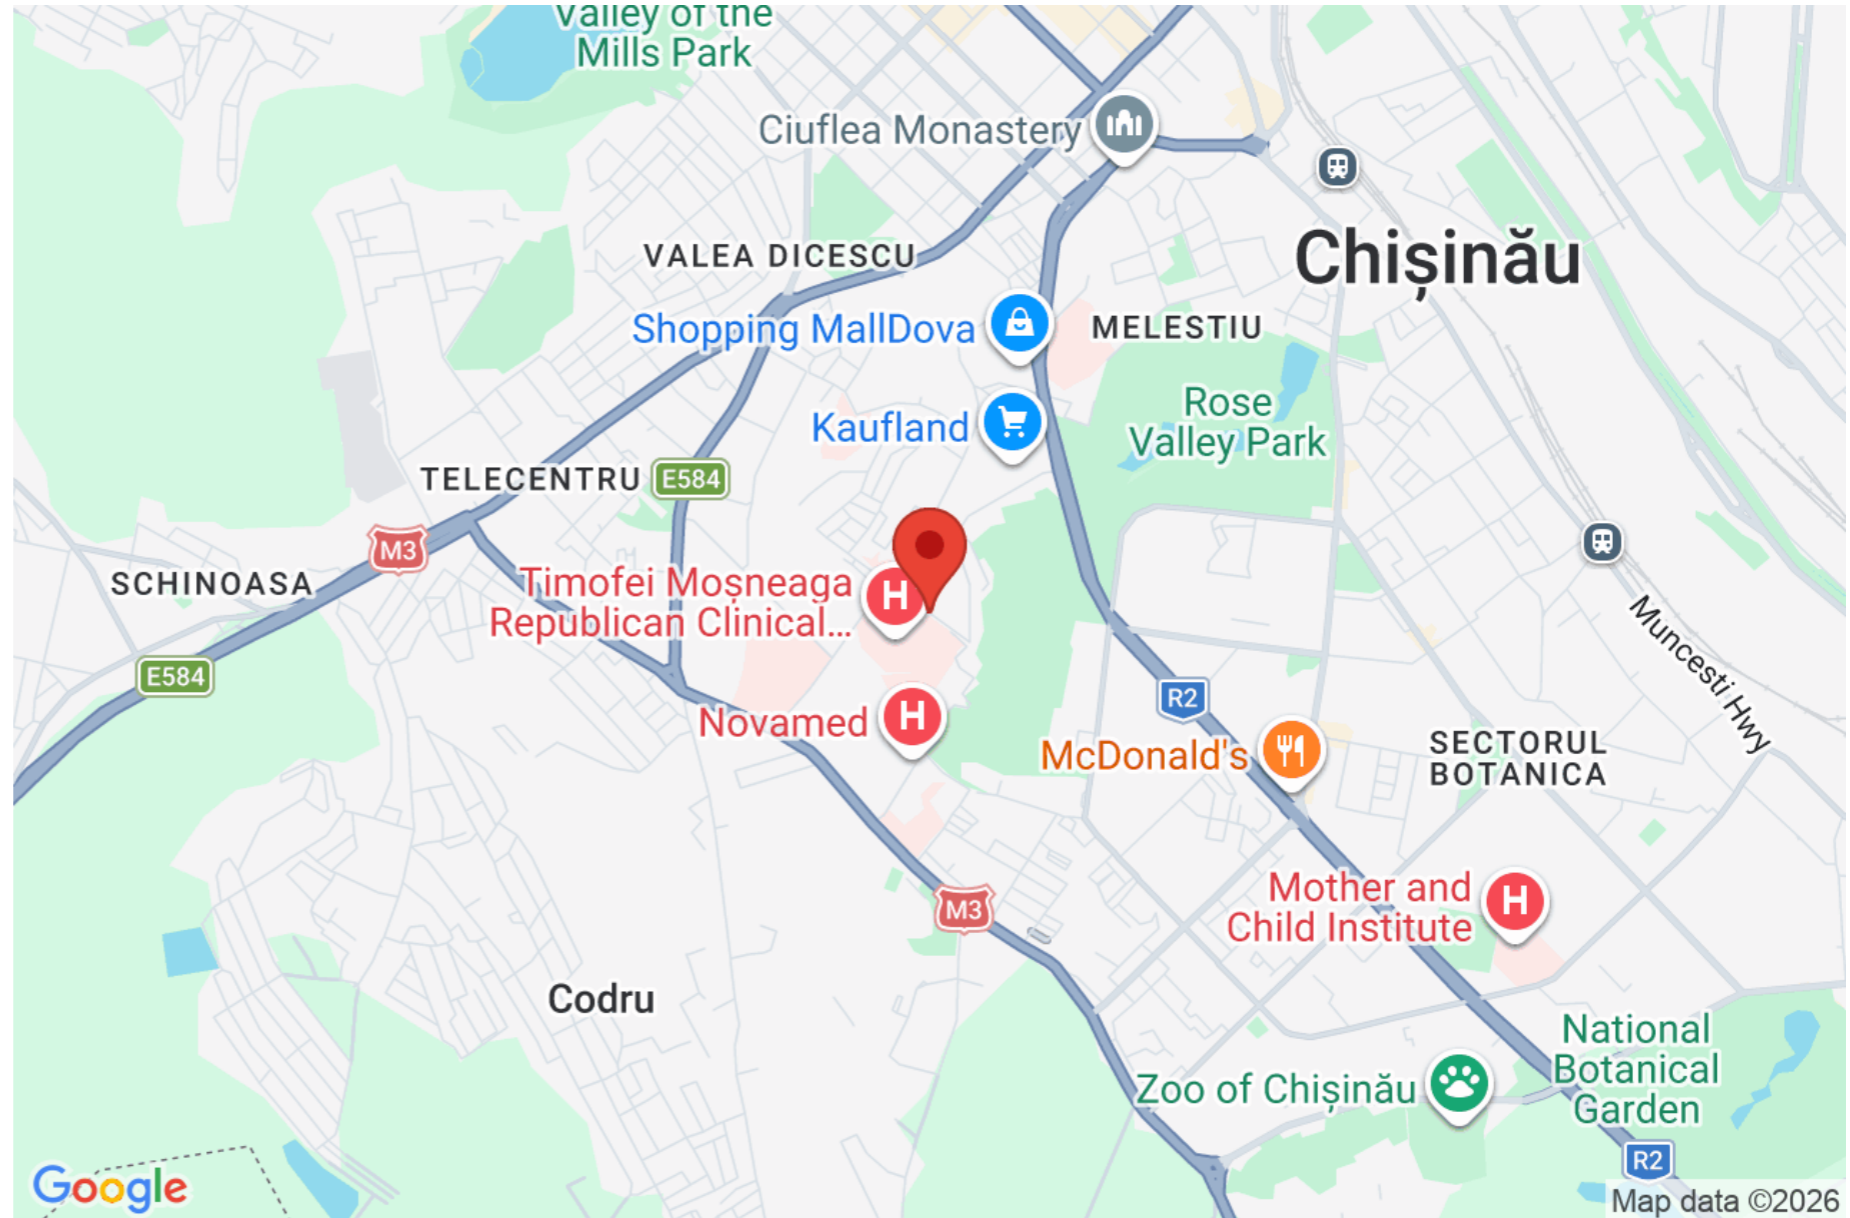 Valley of the
Mills Park
Ciuflea Monastery
Chișinău
VALEA DICESCU
Shopping MallDova
MELESTIU
Rose
Valley Park
Kaufland
TELECENTRU
E584
M3
SCHINOASA
Timofei Moșneaga
Republican Clinical...
H
E584
Muncesti Hwy
R2
Novamed
H
McDonald's
SECTORUL
BOTANICA
Mother and
Child Institute
H
M3
Codru
National
Botanical
Garden
Zoo of Chișinău
R2
Google
Map data ©2026